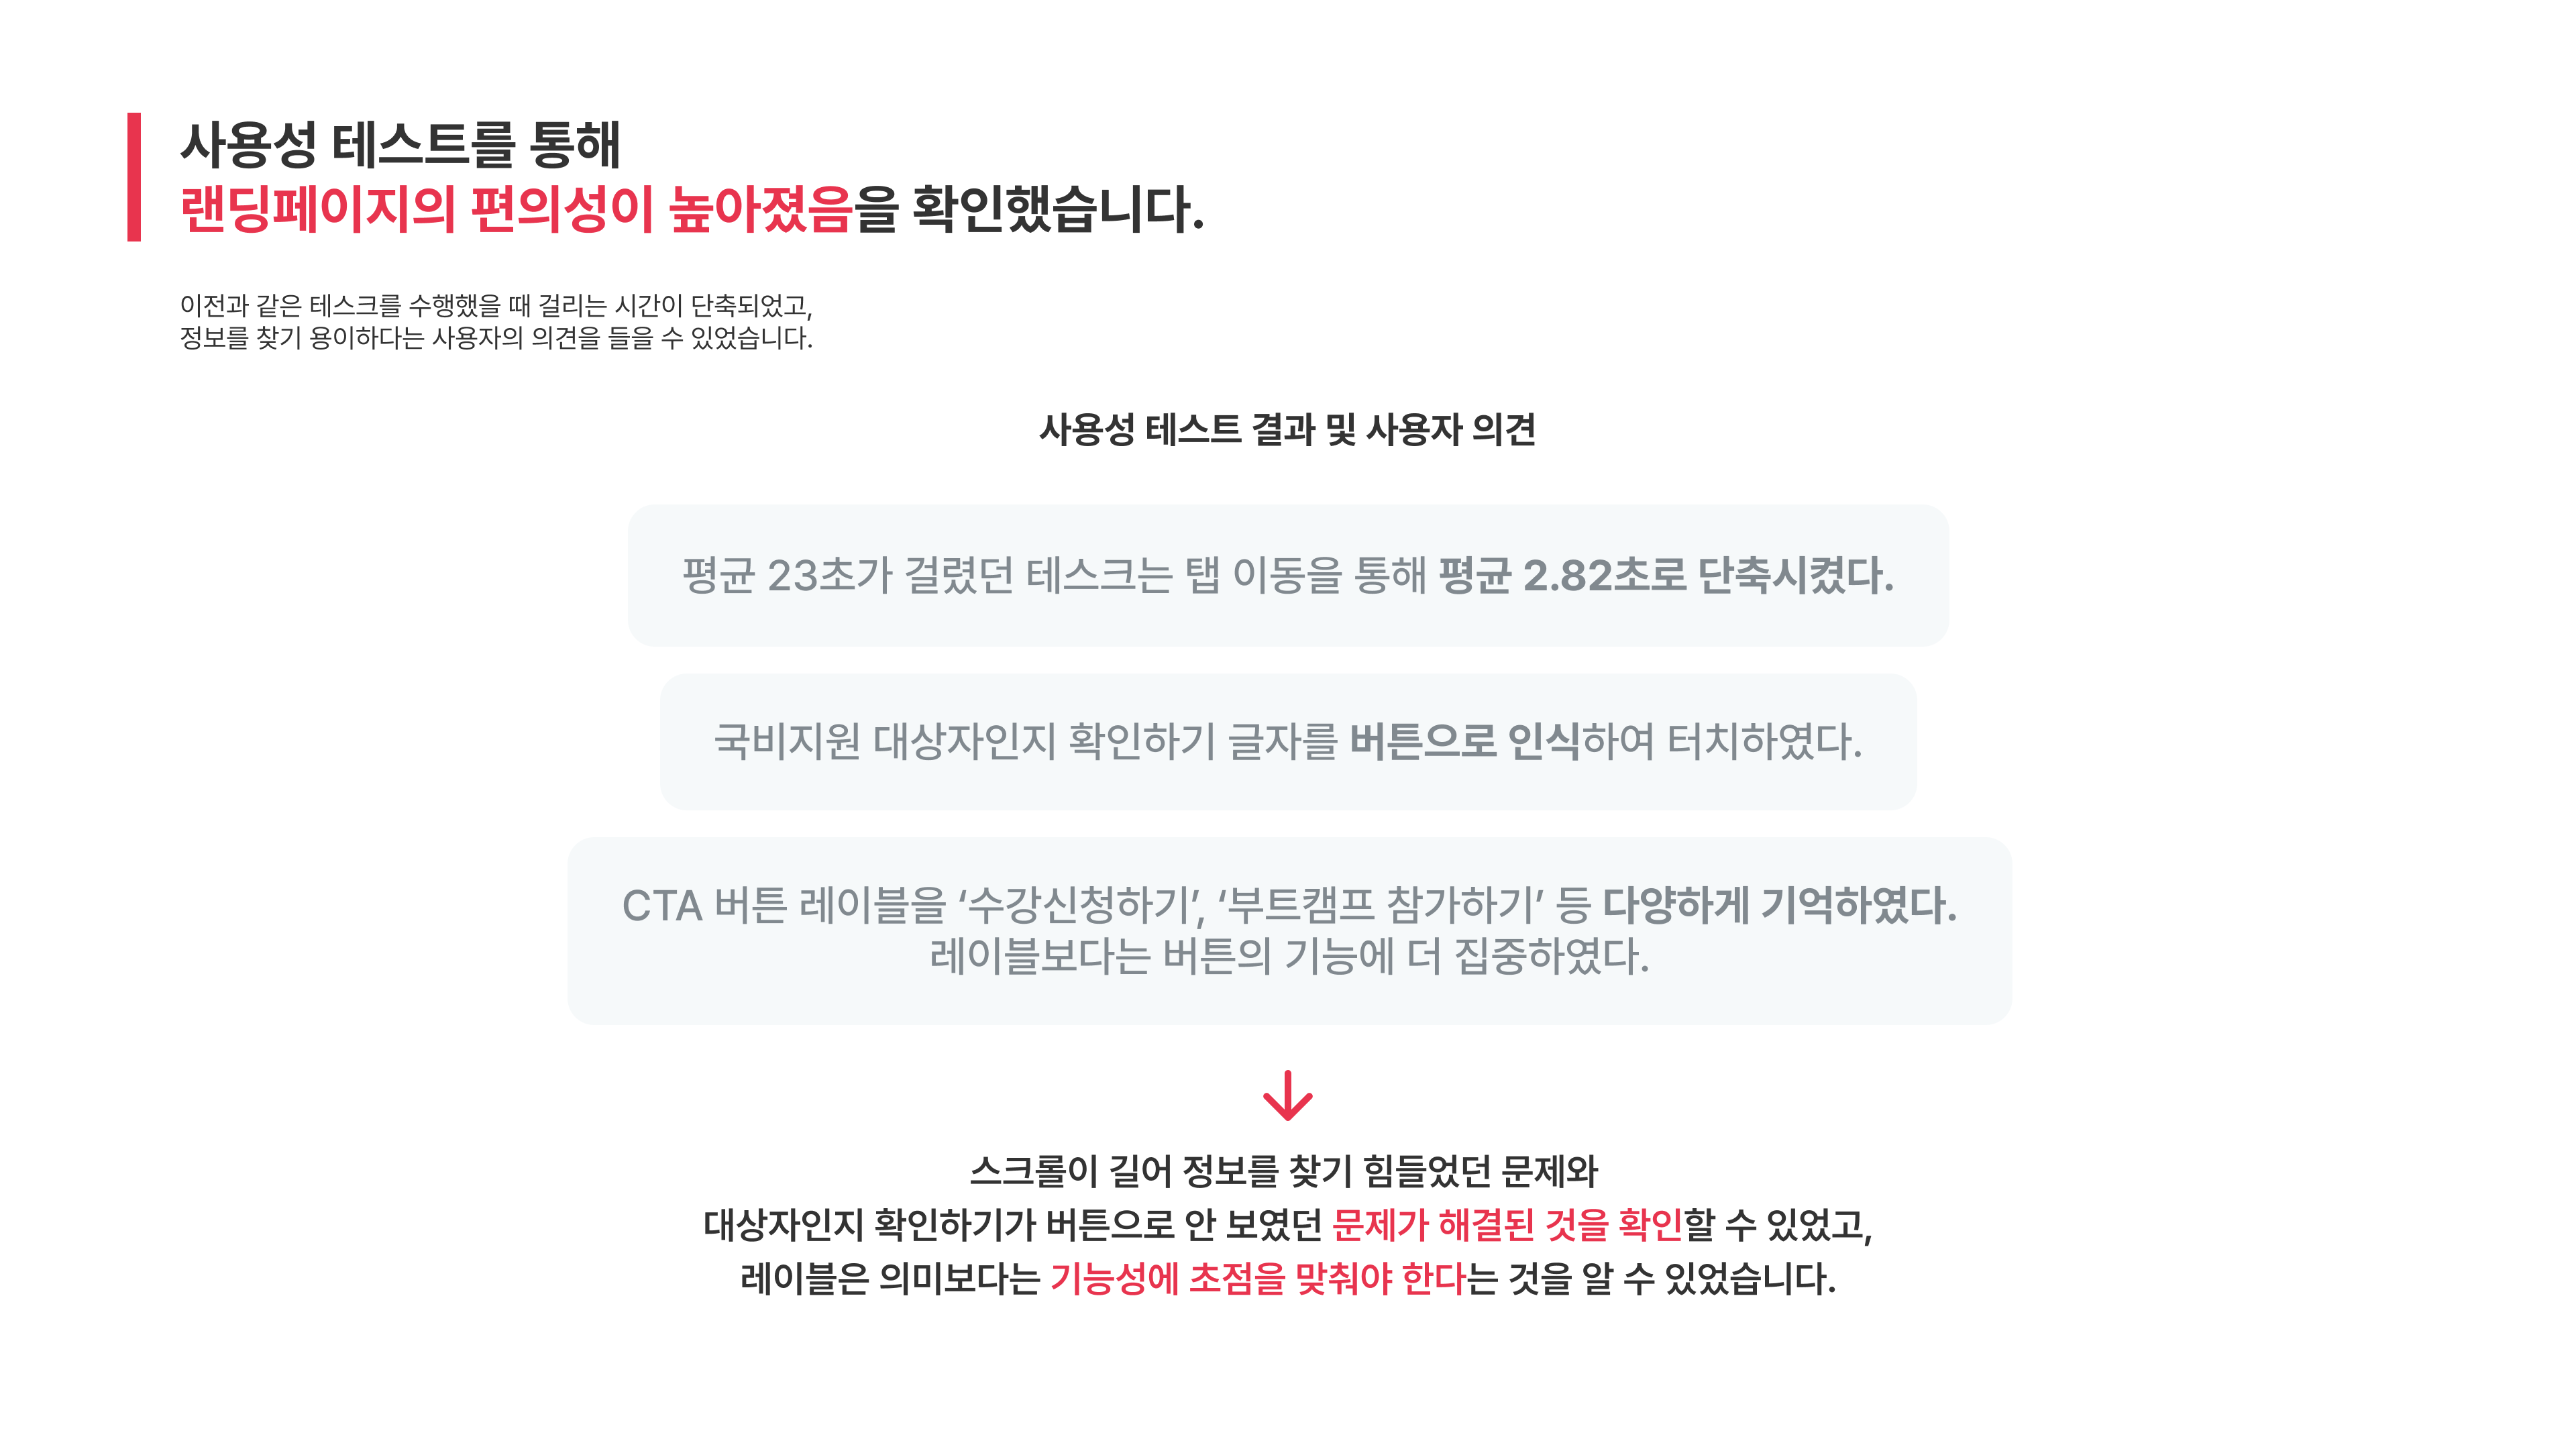 사용성 테스트를 통해
랜딩페이지의 편의성이 높아졌음을 확인했습니다.
이전과 같은 테스크를 수행했을 때 걸리는 시간이 단축되었고,
정보를 찾기 용이하다는 사용자의 의견을 들을 수 있었습니다.
사용성 테스트 결과 및 사용자 의견
평균 23초가 걸렸던 테스크는 탭 이동을 통해 평균 2.82초로 단축시켰다.
국비지원 대상자인지 확인하기 글자를 버튼으로 인식하여 터치하였다.
CTA 버튼 레이블을 ‘수강신청하기’, ‘부트캠프 참가하기’ 등 다양하게 기억하였다.
레이블보다는 버튼의 기능에 더 집중하였다.
스크롤이 길어 정보를 찾기 힘들었던 문제와
대상자인지 확인하기가 버튼으로 안 보였던 문제가 해결된 것을 확인할 수 있었고,
레이블은 의미보다는 기능성에 초점을 맞춰야 한다는 것을 알 수 있었습니다.